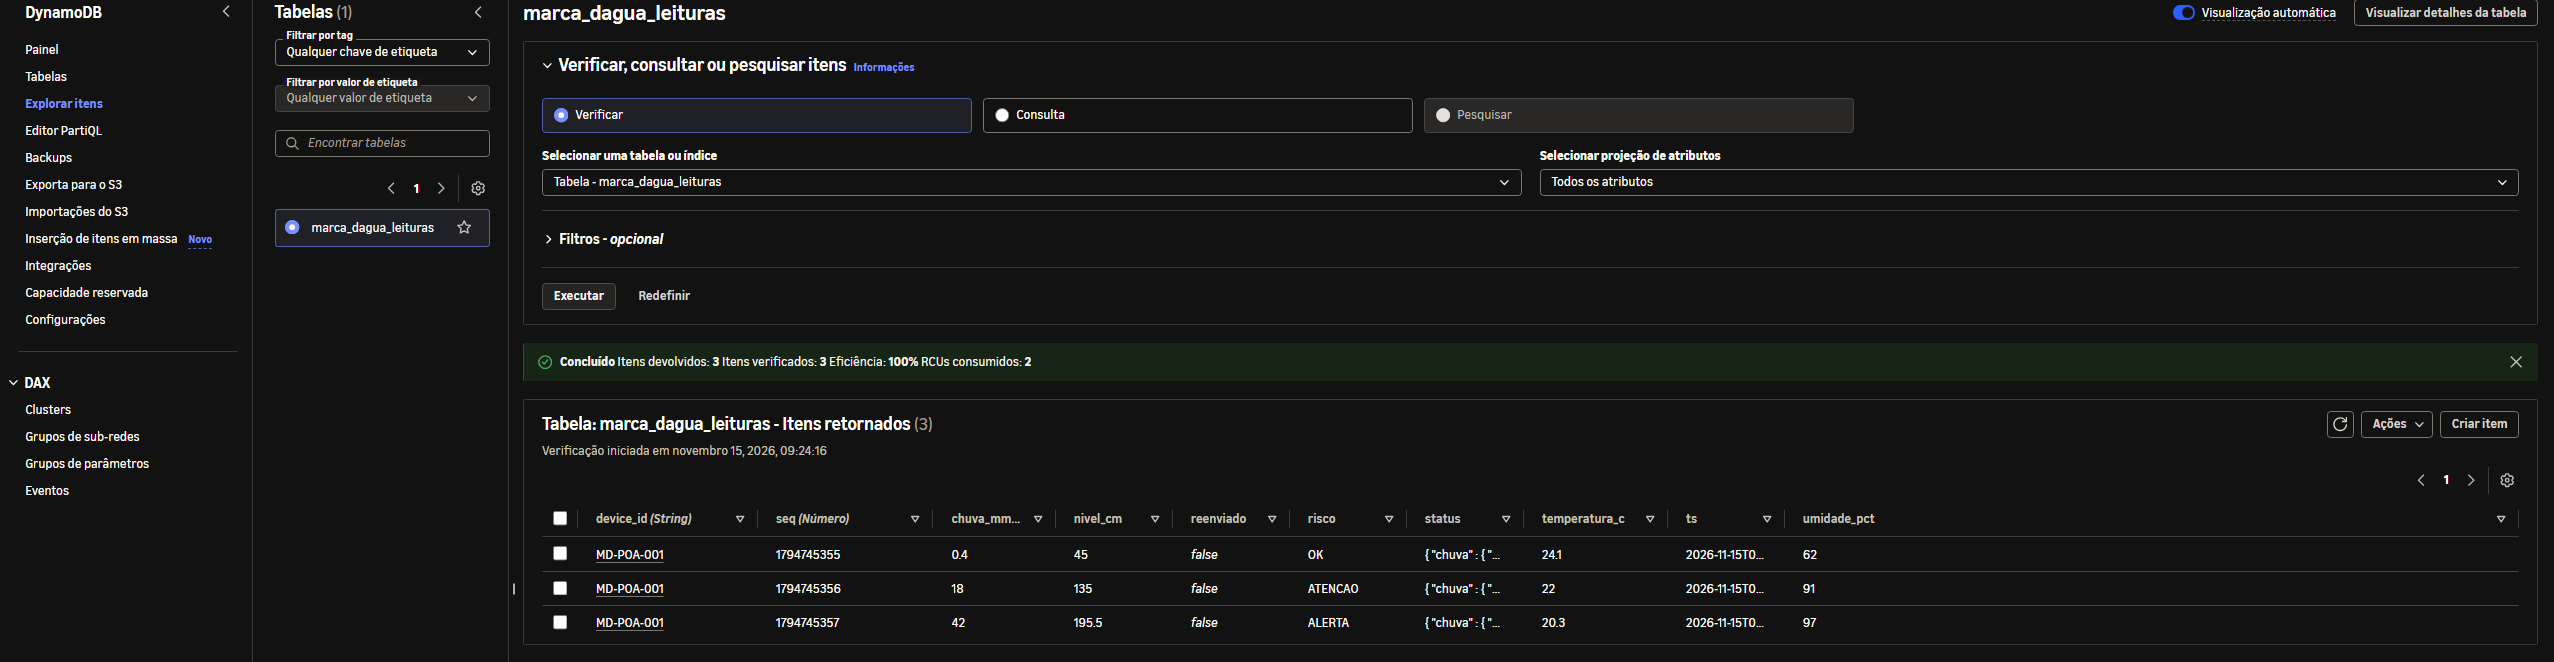 DynamoDB
Painel
Tabelas
Explorar itens
Editor PartiQL
Backups
Exporta para o S3
Importações do S3
Inserção de itens em massa Novo
Integrações
Capacidade reservada
Configurações
DAX
Clusters
Grupos de sub-redes
Grupos de parâmetros
Eventos
Tabelas (1)
Filtrar por tag
Qualquer chave de etiqueta
Filtrar por valor de etiqueta
Qualquer valor de etiqueta
Encontrar tabelas
1
marca_dagua_leituras
marca_dagua_leituras
Visualização automática
Visualizar detalhes da tabela
Verificar, consultar ou pesquisar itens Informações
Verificar
Consulta
Pesquisar
Selecionar uma tabela ou índice
Tabela - marca_dagua_leituras
Selecionar projeção de atributos
Todos os atributos
Filtros - opcional
Executar
Redefinir
Concluído Itens devolvidos: 3 Itens verificados: 3 Eficiência: 100% RCUs consumidos: 2
Tabela: marca_dagua_leituras - Itens retornados (3)
Verificação iniciada em novembro 15, 2026, 09:24:16
Ações
Criar item
1
device_id (String) seq (Número) chuva_mm... nivel_cm reenviado risco status temperatura_c ts umidade_pct
MD-POA-001 1794745355 0.4 45 false OK { "chuva" : { "... 24.1 2026-11-15T0... 62
MD-POA-001 1794745356 18 135 false ATENCAO { "chuva" : { "... 22 2026-11-15T0... 91
MD-POA-001 1794745357 42 195.5 false ALERTA { "chuva" : { "... 20.3 2026-11-15T0... 97